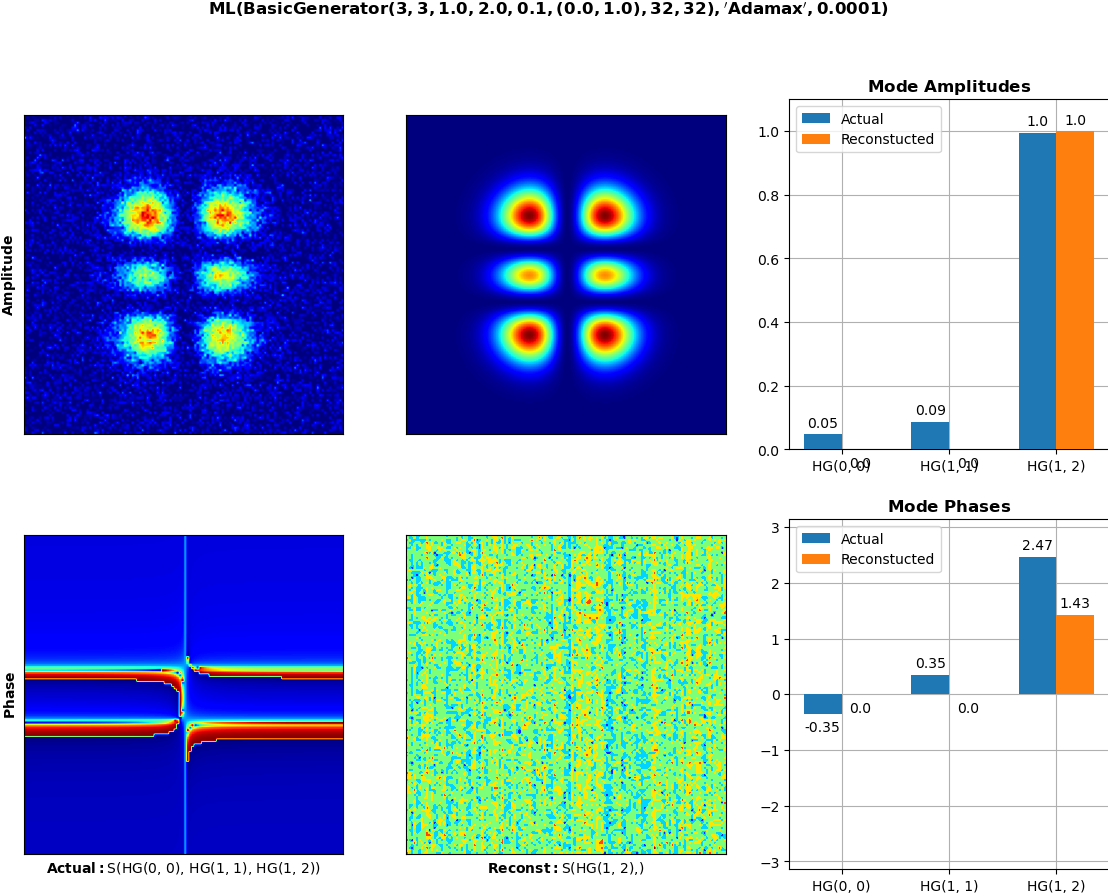 ML(BasicGenerator(3, 3, 1.0, 2.0, 0.1, (0.0, 1.0), 32, 32), 'Adamax', 0.0001)
Amplitude
Mode Amplitudes
Actual
Reconstucted
1.0
0.8
0.6
0.4
0.2
0.0
0.05
0.0
0.09
0.0
1.0
1.0
HG(0, 0)
HG(1, 1)
HG(1, 2)
Phase
Actual: S(HG(0, 0), HG(1, 1), HG(1, 2))
Reconst: S(HG(1, 2),)
Mode Phases
Actual
Reconstucted
3
2
1
0
−1
−2
−3
-0.35
0.0
0.35
0.0
2.47
1.43
HG(0, 0)
HG(1, 1)
HG(1, 2)